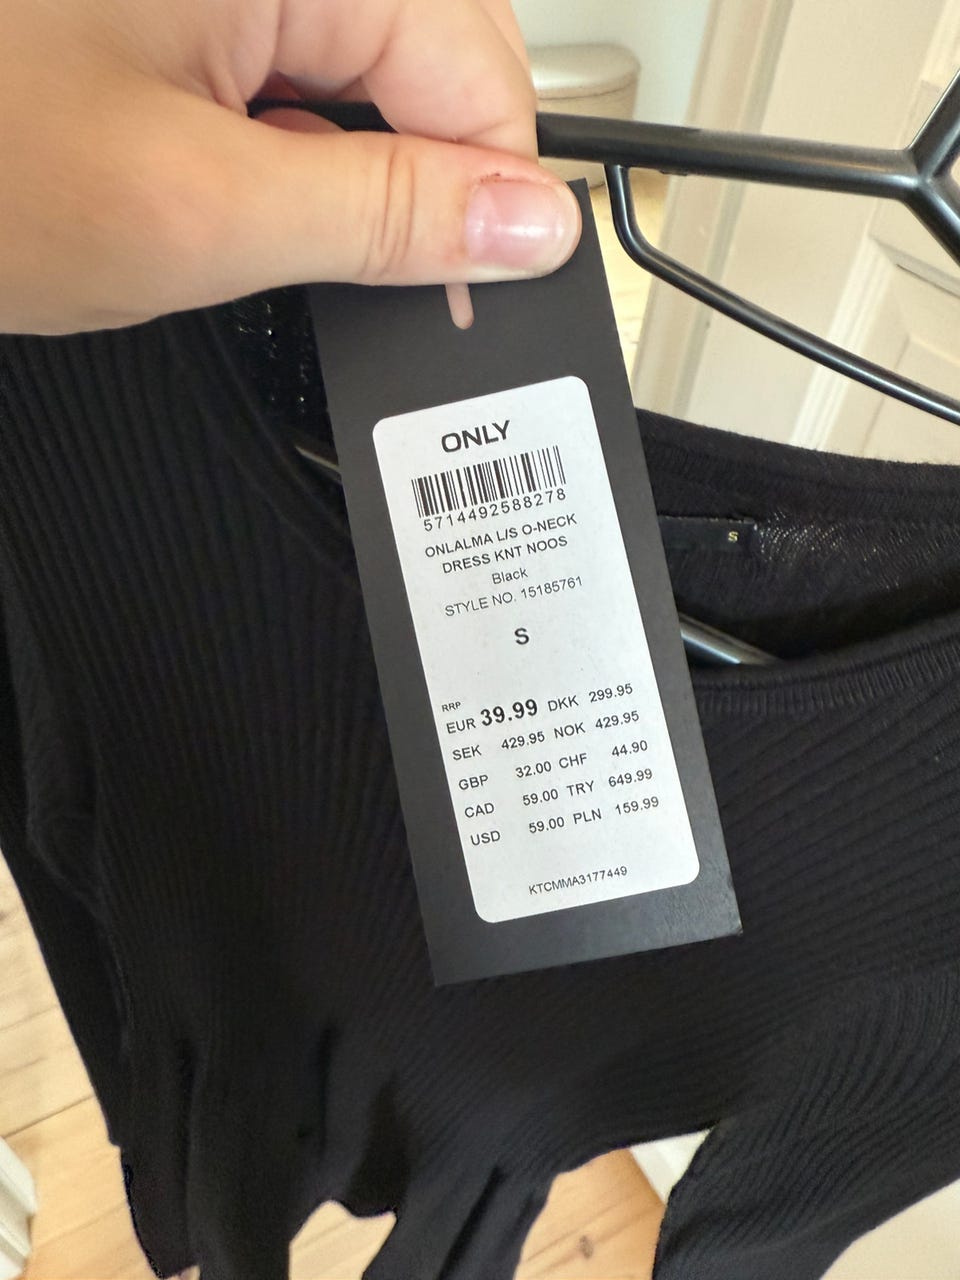 ONLY
5714492588278
ONLALMA L/S O-NECK
DRESS KNT NOOS
Black
STYLE NO. 15185761
S
RRP
EUR 39.99 DKK 299.95
SEK 429.95 NOK 429.95
GBP 32.00 CHF 44.90
CAD 59.00 TRY 649.99
USD 59.00 PLN 159.99
KTCMMA3177449
S